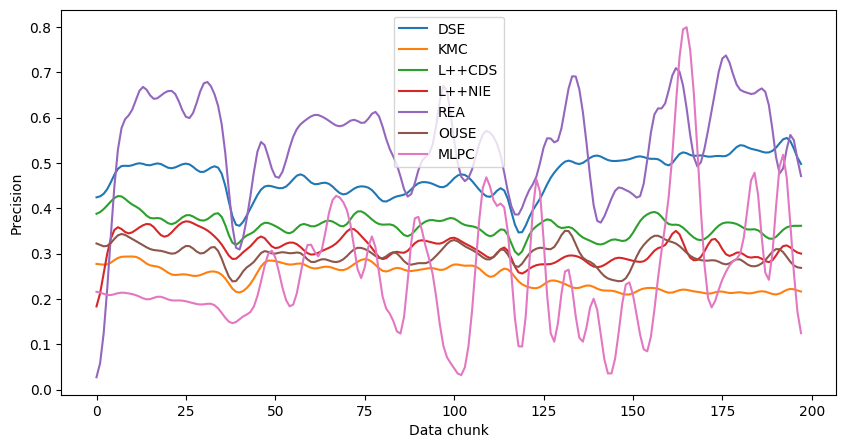 0.8
0.7
0.6
0.5
0.4
0.3
0.2
0.1
0.0
Precision
DSE
KMC
L++CDS
L++NIE
REA
OUSE
MLPC
0 25 50 75 100 125 150 175 200
Data chunk